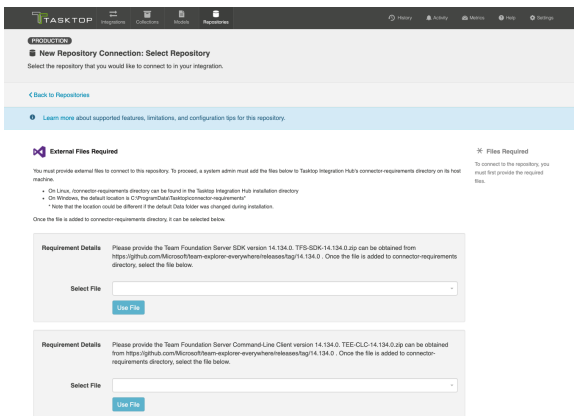 TASKTOP
Integrations
Collections
Models
Repositories
History
Activity
Metrics
Help
Settings
PRODUCTION
New Repository Connection: Select Repository
Select the repository that you would like to connect to in your integration.
Back to Repositories
Learn more about supported features, limitations, and configuration tips for this repository.
External Files Required
Files Required
To connect to the repository, you
must first provide the required
files.
You must provide external files to connect to this repository. To proceed, a system admin must add the files below to Tasktop Integration Hub's connector-requirements directory on its host
machine.
• On Linux, /connector-requirements directory can be found in the Tasktop Integration Hub installation directory
• On Windows, the default location is C:\ProgramData\Tasktop\connector-requirements*
* Note that the location could be different if the default Data folder was changed during installation.
Once the file is added to connector-requirements directory, it can be selected below.
Requirement Details
Please provide the Team Foundation Server SDK version 14.134.0. TFS-SDK-14.134.0.zip can be obtained from
https://github.com/Microsoft/team-explorer-everywhere/releases/tag/14.134.0 . Once the file is added to connector-requirements
directory, select the file below.
Select File
Use File
Requirement Details
Please provide the Team Foundation Server Command-Line Client version 14.134.0. TEE-CLC-14.134.0.zip can be obtained
from https://github.com/Microsoft/team-explorer-everywhere/releases/tag/14.134.0 . Once the file is added to connector-
requirements directory, select the file below.
Select File
Use File